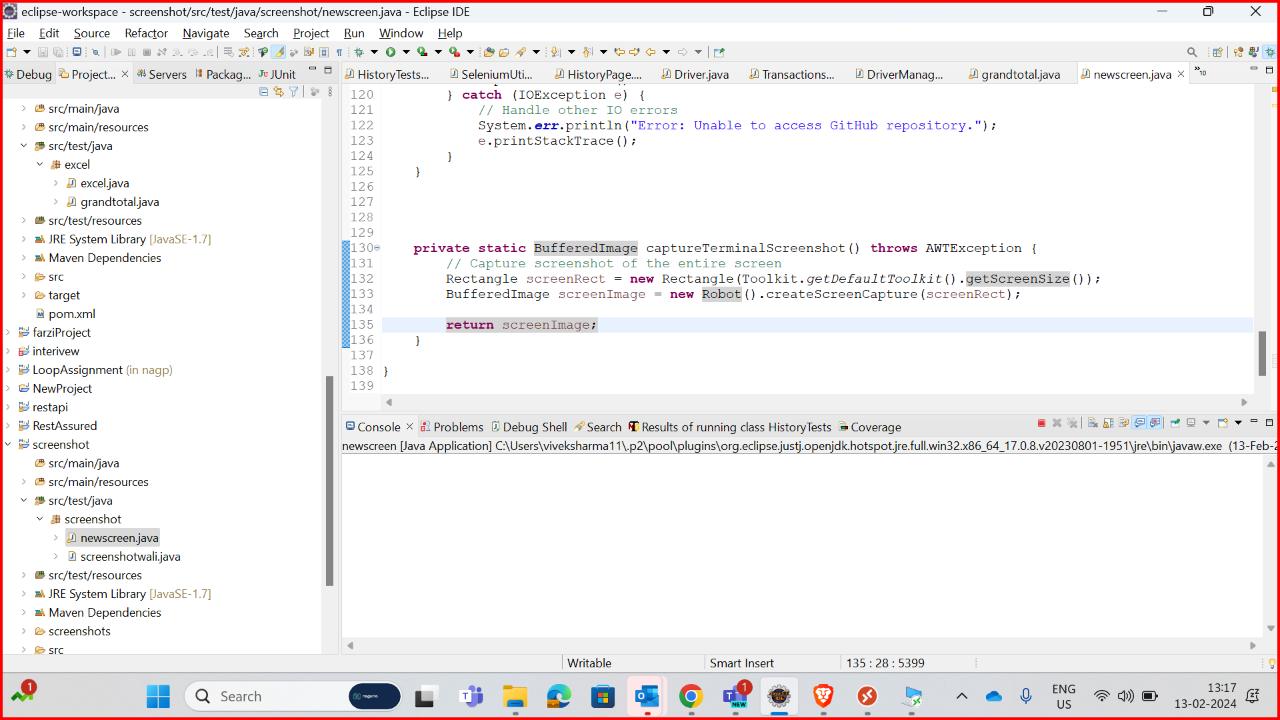 eclipse-workspace - screenshot/src/test/java/screenshot/newscreen.java - Eclipse IDE
File Edit Source Refactor Navigate Search Project Run Window Help
Debug Project... Servers Packag... JUnit
HistoryTests... SeleniumUti... HistoryPage.... Driver.java Transactions... DriverManag... grandtotal.java newscreen.java »10
src/main/java
src/main/resources
src/test/java
excel
excel.java
grandtotal.java
src/test/resources
JRE System Library [JavaSE-1.7]
Maven Dependencies
src
target
pom.xml
farziProject
interivew
LoopAssignment (in nagp)
NewProject
restapi
RestAssured
screenshot
src/main/java
src/main/resources
src/test/java
screenshot
newscreen.java
screenshotwali.java
src/test/resources
JRE System Library [JavaSE-1.7]
Maven Dependencies
screenshots
src
120 } catch (IOException e) {
121 // Handle other IO errors
122 System.err.println("Error: Unable to access GitHub repository.");
123 e.printStackTrace();
124 }
125 }
126
127
128
129
130 private static BufferedImage captureTerminalScreenshot() throws AWTException {
131 // Capture screenshot of the entire screen
132 Rectangle screenRect = new Rectangle(Toolkit.getDefaultToolkit().getScreenSize());
133 BufferedImage screenImage = new Robot().createScreenCapture(screenRect);
134
135 return screenImage;
136 }
137
138 }
139
Console Problems Debug Shell Search Results of running class HistoryTests Coverage
newscreen [Java Application] C:\Users\viveksharma11\.p2\pool\plugins\org.eclipse.justj.openjdk.hotspot.jre.full.win32.x86_64_17.0.8.v20230801-1951\jre\bin\javaw.exe (13-Feb-2
Writable Smart Insert 135 : 28 : 5399
1 Search 1 NEW ENG US 13:17 13-02-2024